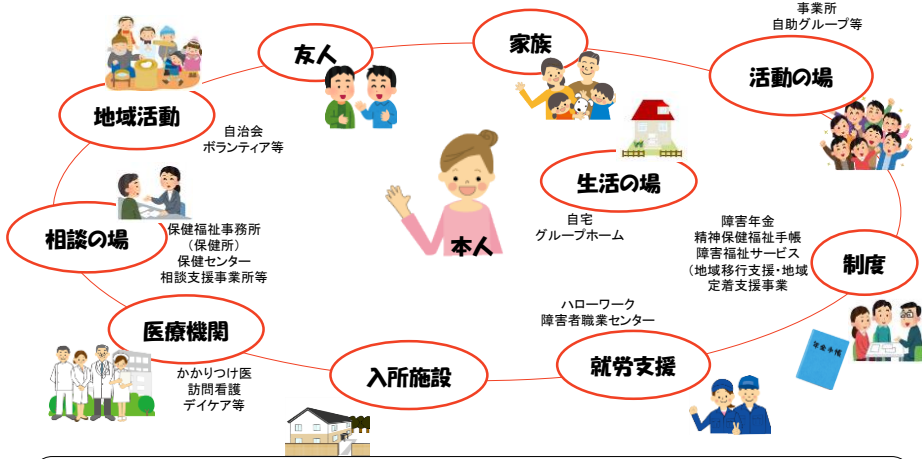 事業所
自助グループ等
友人
家族
活動の場
地域活動
自治会
ボランティア等
生活の場
自宅
グループホーム
本人
相談の場
保健福祉事務所
（保健所）
保健センター
相談支援事業所等
障害年金
精神保健福祉手帳
障害福祉サービス
（地域移行支援・地域
定着支援事業
制度
年金手帳
ハローワーク
障害者職業センター
就労支援
医療機関
かかりつけ医
訪問看護
デイケア等
入所施設